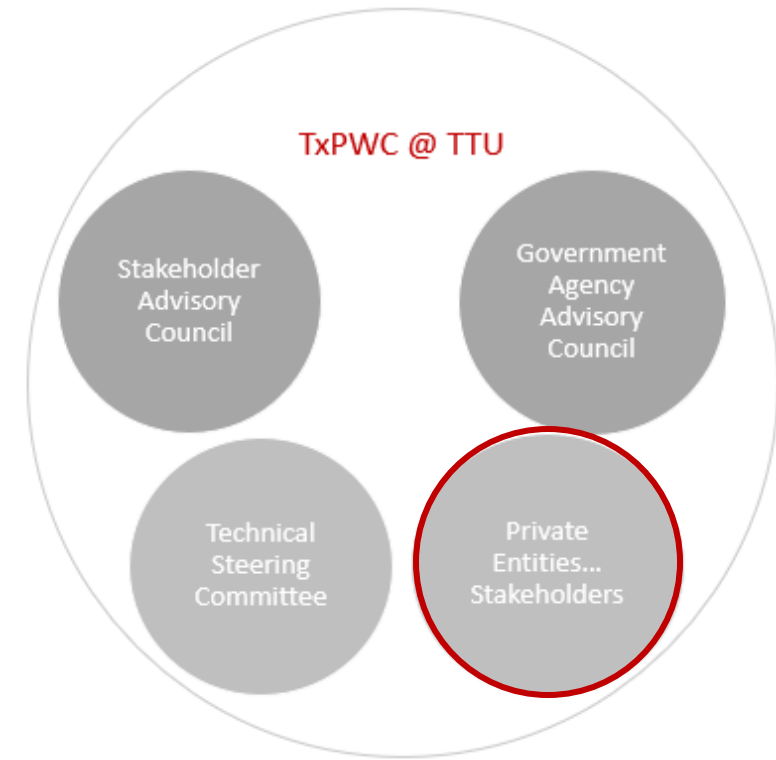 TxPWC @ TTU
Stakeholder
Advisory
Council
Government
Agency
Advisory
Council
Technical
Steering
Committee
Private
Entities...
Stakeholders